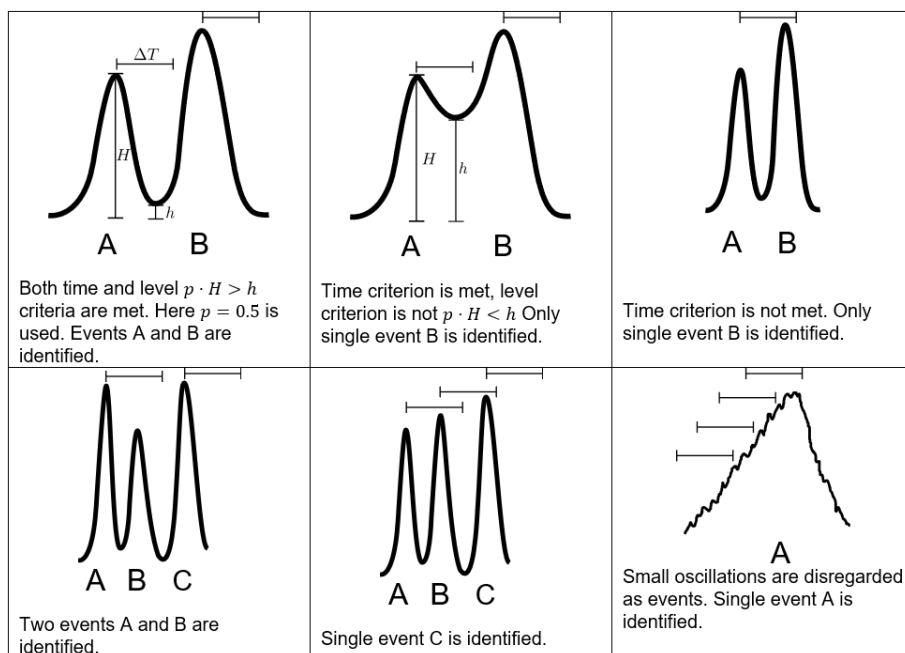 ΔT
H
h
A B
Both time and level p · H > h
criteria are met. Here p = 0.5 is
used. Events A and B are
identified.
H
h
A B
Time criterion is met, level
criterion is not p · H < h Only
single event B is identified.
A B
Time criterion is not met. Only
single event B is identified.
A B C
Two events A and B are
identified.
A B C
Single event C is identified.
A
Small oscillations are disregarded
as events. Single event A is
identified.